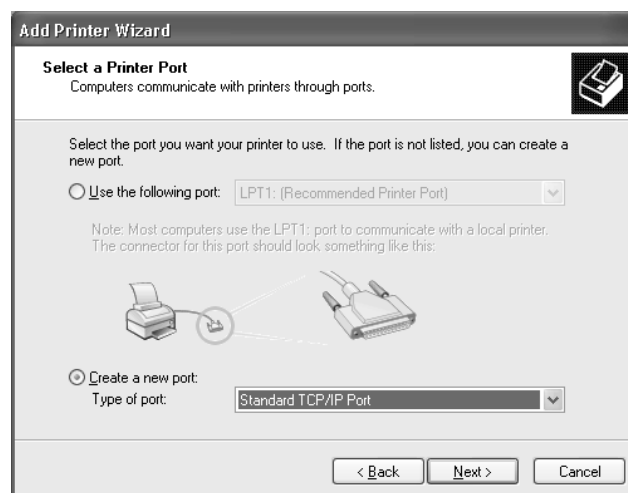 Add Printer Wizard
Select a Printer Port
Computers communicate with printers through ports.
Select the port you want your printer to use. If the port is not listed, you can create a
new port.
Use the following port: LPT1: (Recommended Printer Port)
Note: Most computers use the LPT1: port to communicate with a local printer.
The connector for this port should look something like this:
Create a new port:
Type of port: Standard TCP/IP Port
< Back Next > Cancel